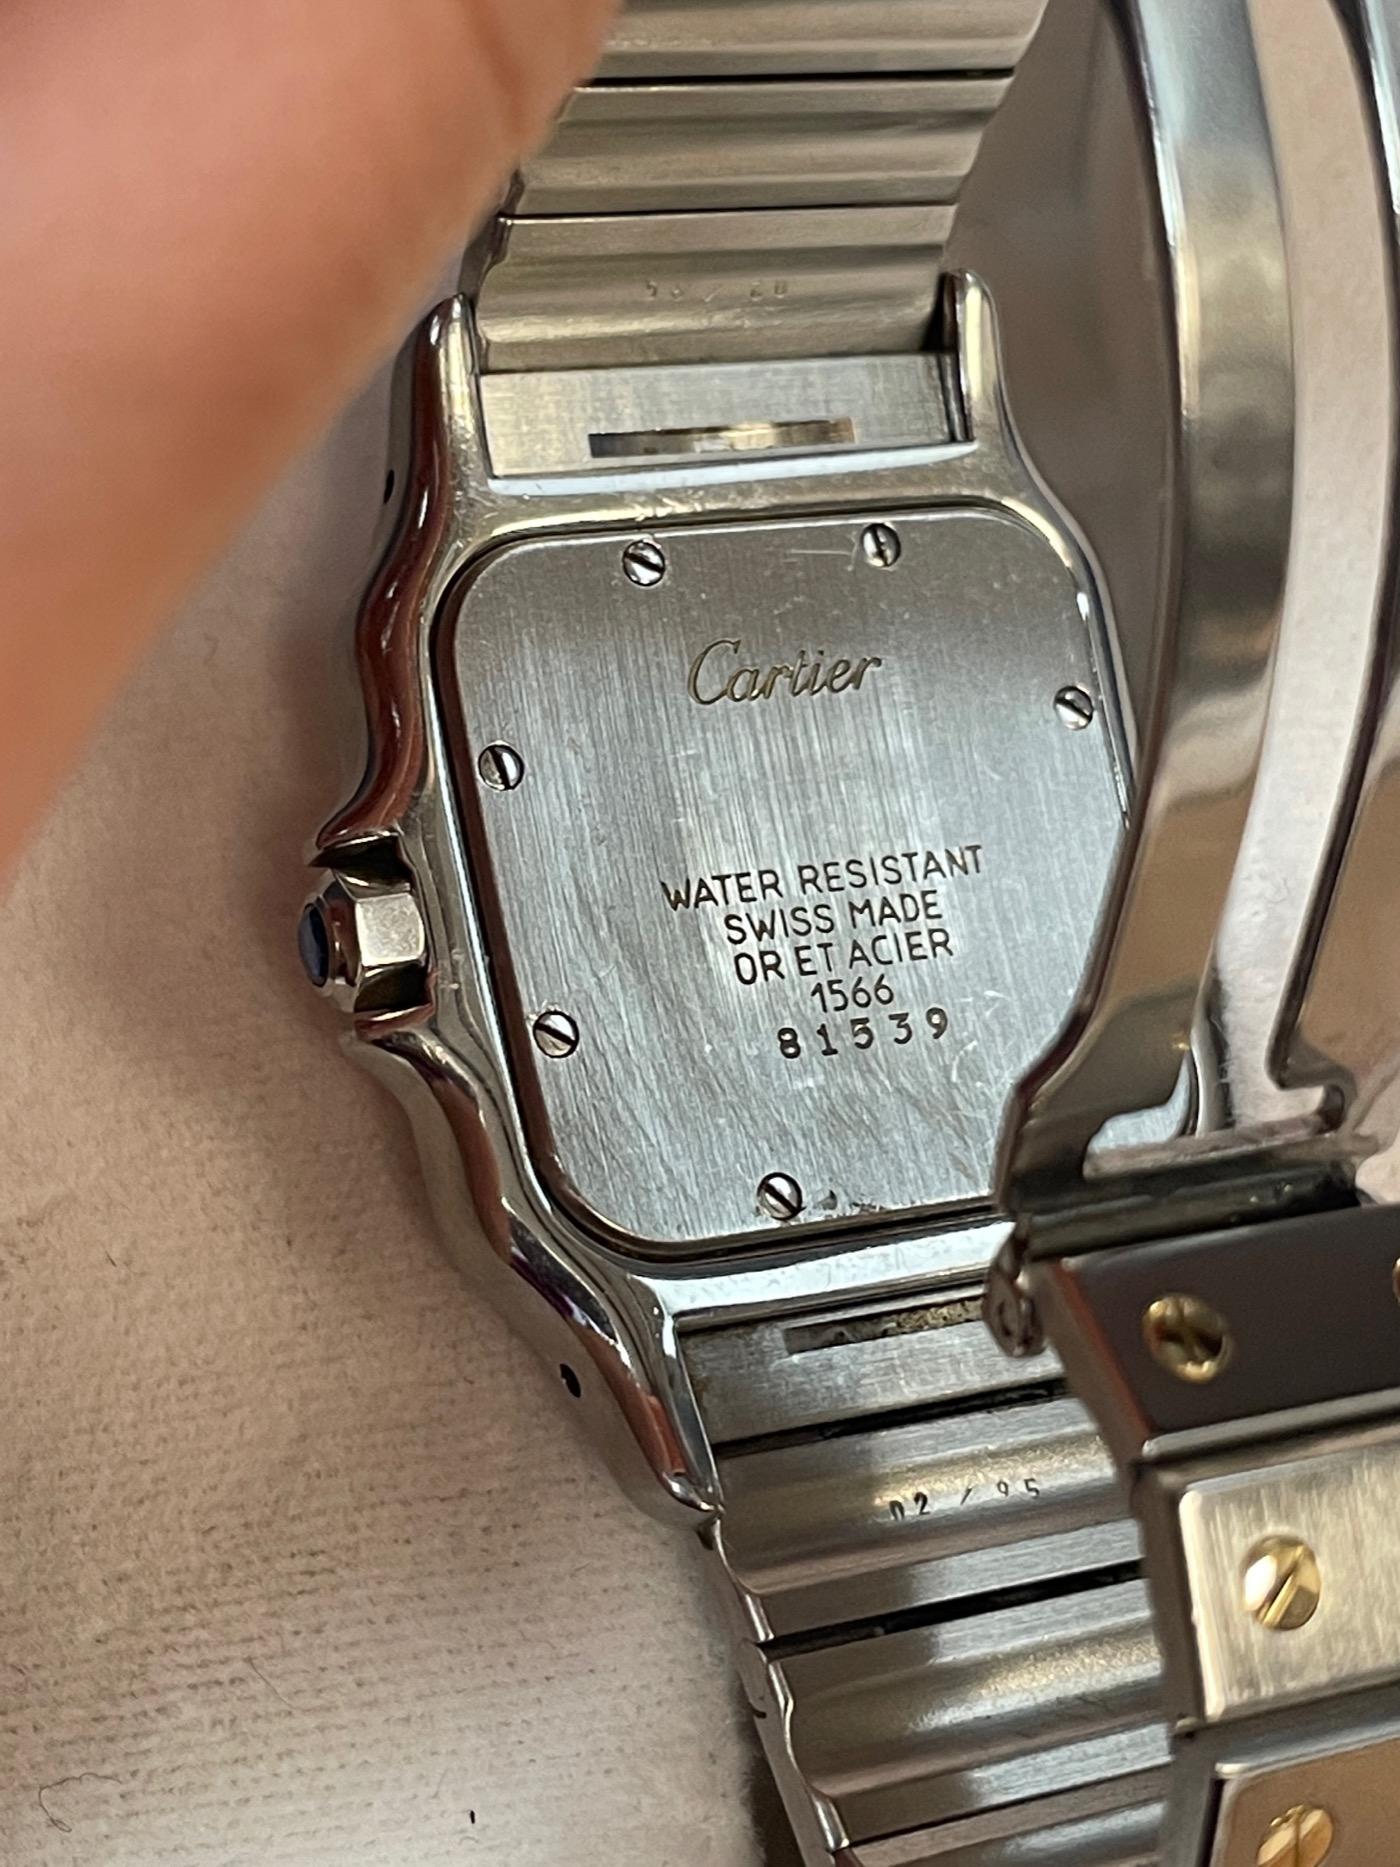 Cartier
WATER RESISTANT
SWISS MADE
OR ET ACIER
1566
81539
02 / 95